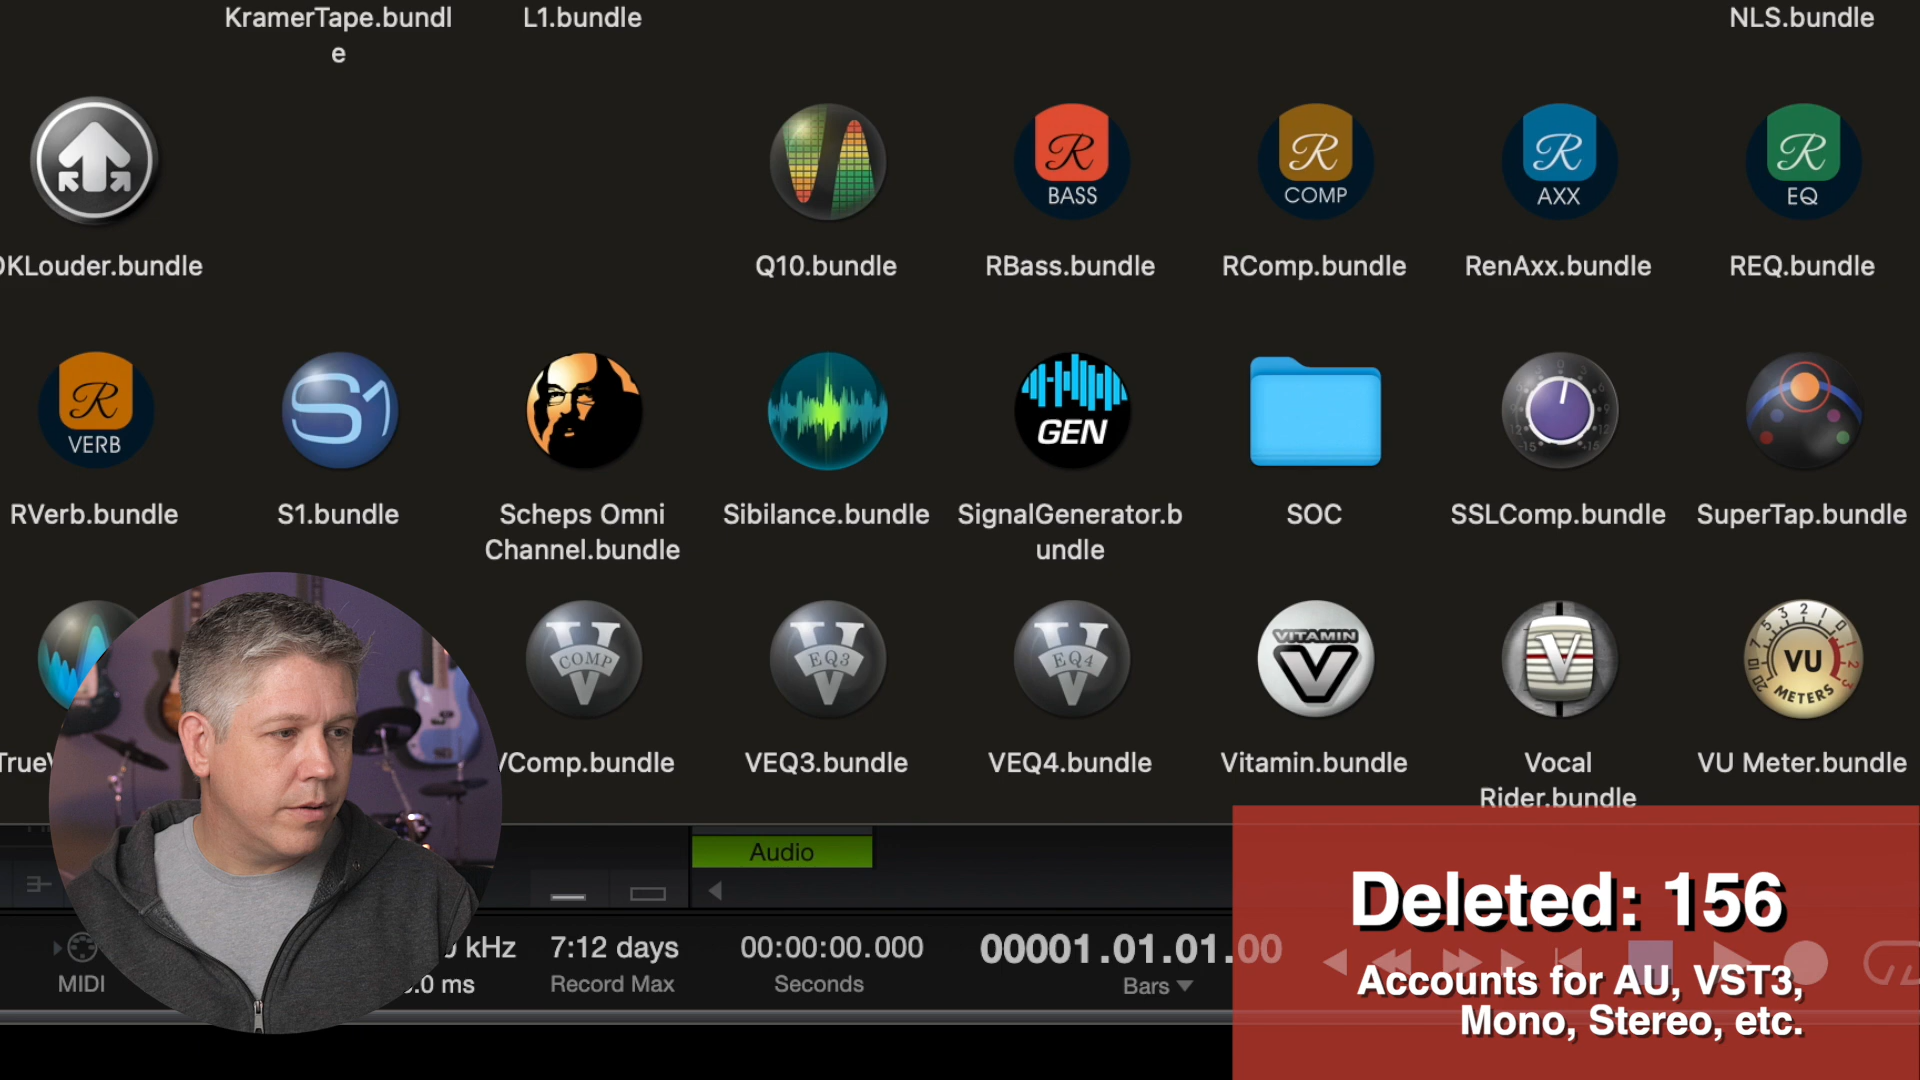 KramerTape.bundl
e
L1.bundle
NLS.bundle
R
BASS
R
COMP
R
AXX
R
EQ
OKLouder.bundle
Q10.bundle
RBass.bundle
RComp.bundle
RenAxx.bundle
REQ.bundle
R
VERB
S1
GEN
RVerb.bundle
S1.bundle
Scheps Omni
Channel.bundle
Sibilance.bundle
SignalGenerator.b
undle
SOC
SSLComp.bundle
SuperTap.bundle
V
COMP
V
EQ3
V
EQ4
VITAMIN
V
V
VU
METERS
VComp.bundle
VEQ3.bundle
VEQ4.bundle
Vitamin.bundle
Vocal
Rider.bundle
VU Meter.bundle
Audio
MIDI
kHz
.0 ms
7:12 days
Record Max
00:00:00.000
Seconds
00001.01.01.00
Bars
Deleted: 156
Accounts for AU, VST3,
Mono, Stereo, etc.